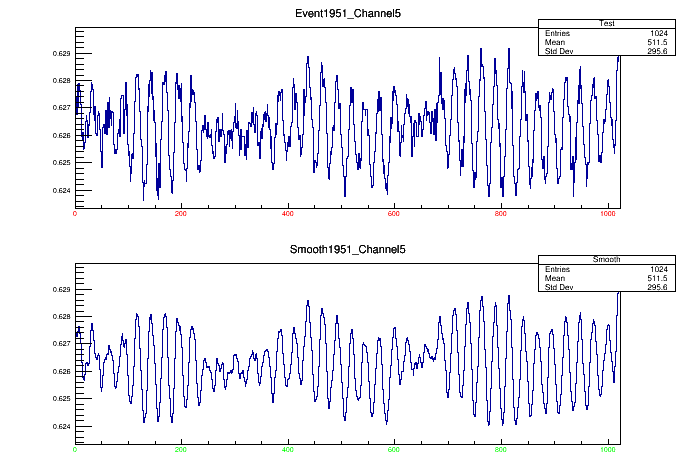 Event1951_Channel5
Test
Entries 1024
Mean 511.5
Std Dev 295.6
0.629
0.628
0.627
0.626
0.625
0.624
0 200 400 600 800 1000
Smooth1951_Channel5
Smooth
Entries 1024
Mean 511.5
Std Dev 295.6
0.629
0.628
0.627
0.626
0.625
0.624
0 200 400 600 800 1000